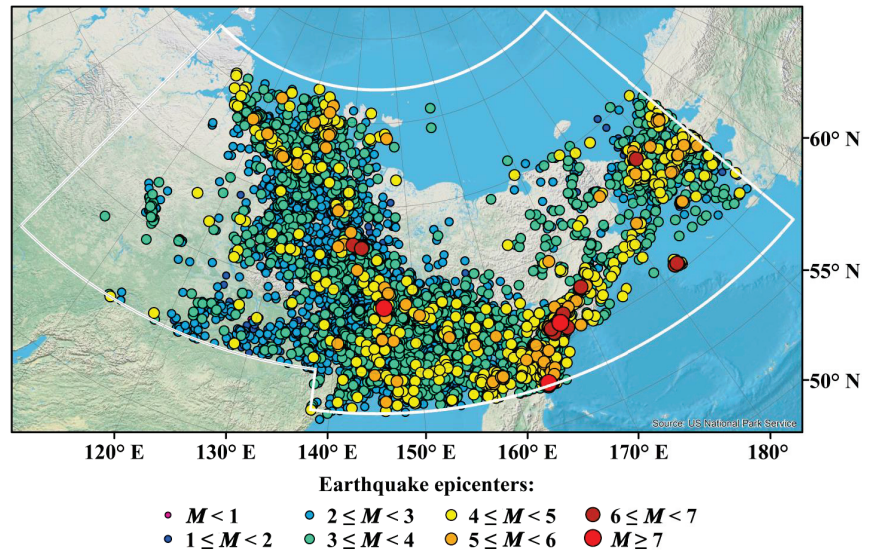 60° N
55° N
50° N
Source: US National Park Service
120° E 130° E 140° E 150° E 160° E 170° E 180°
Earthquake epicenters:
M < 1 2 ≤ M < 3 4 ≤ M < 5 6 ≤ M < 7
1 ≤ M < 2 3 ≤ M < 4 5 ≤ M < 6 M ≥ 7